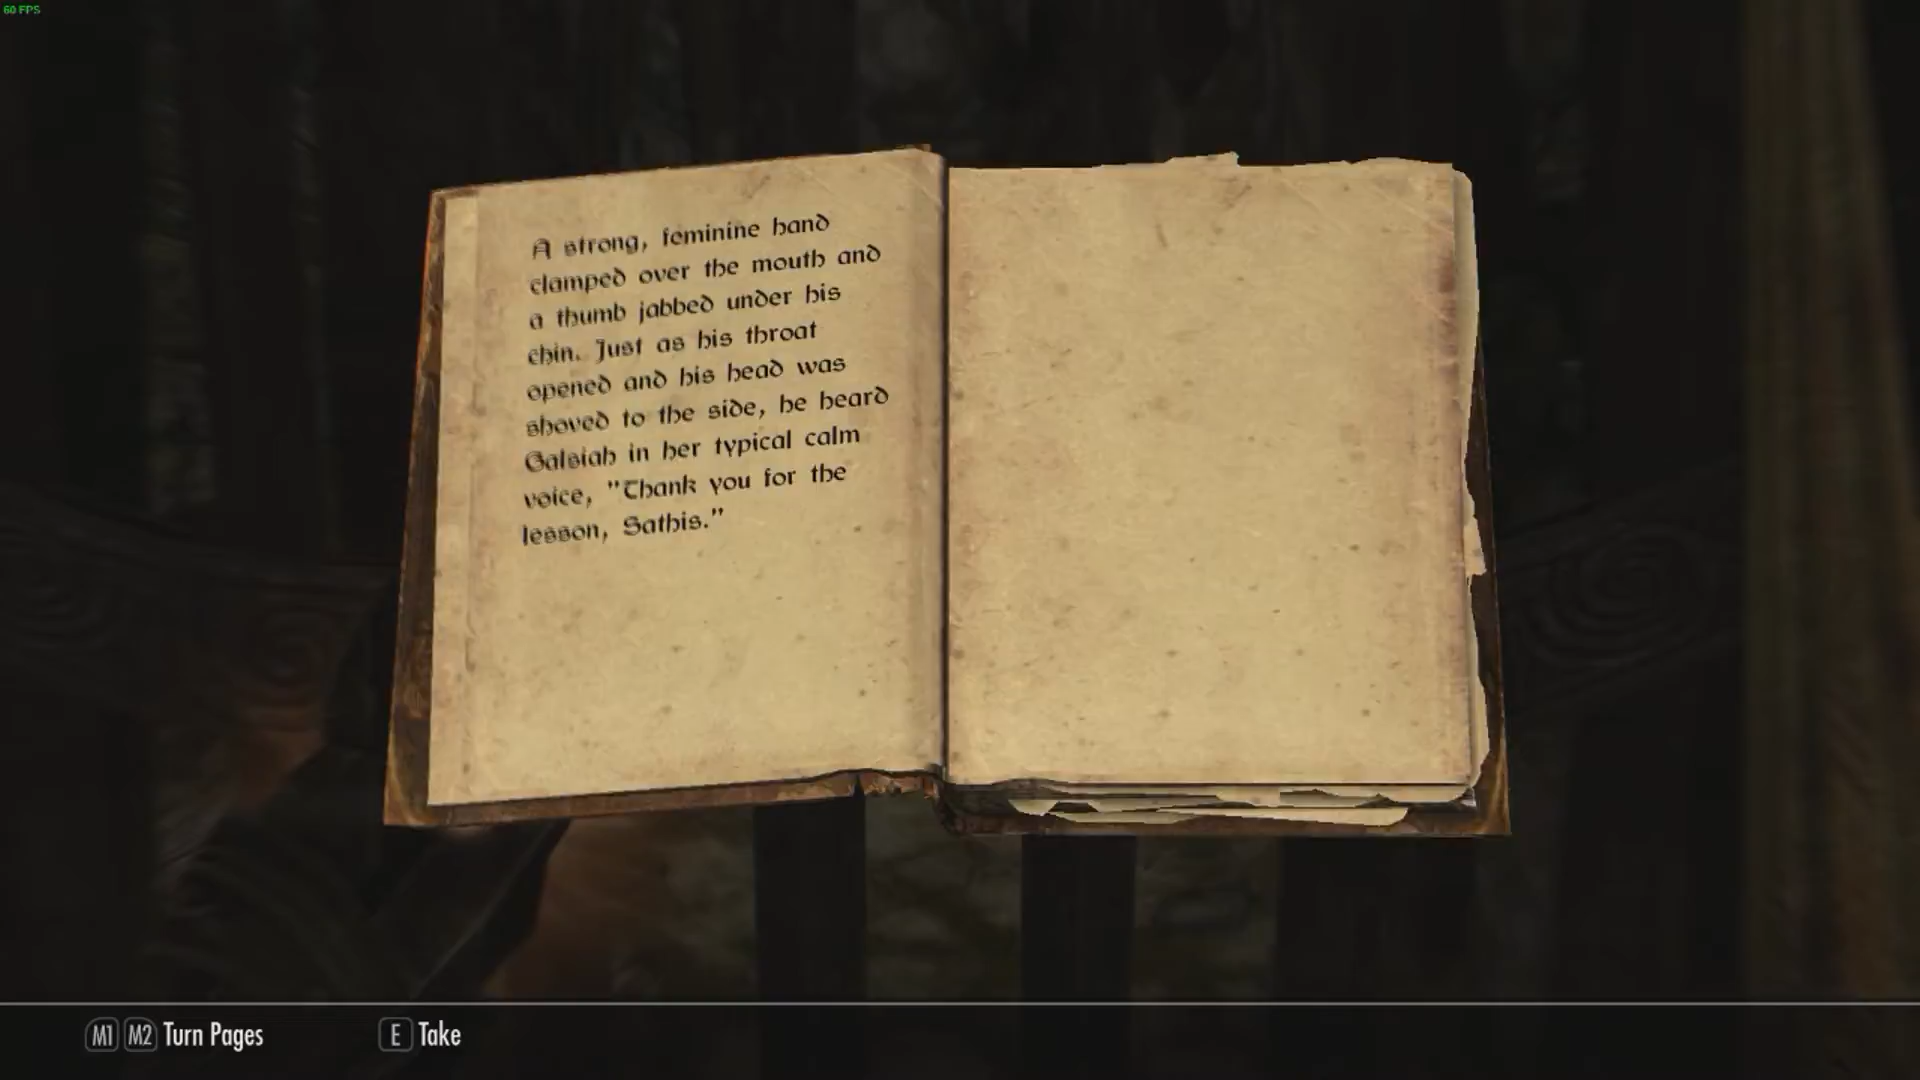 60 FPS
A strong, feminine hand
clamped over the mouth and
a thumb jabbed under his
chin. Just as his throat
opened and his head was
shoved to the side, he heard
Galsiah in her typical calm
voice, "Thank you for the
lesson, Sathis."
M1 M2 Turn Pages E Take